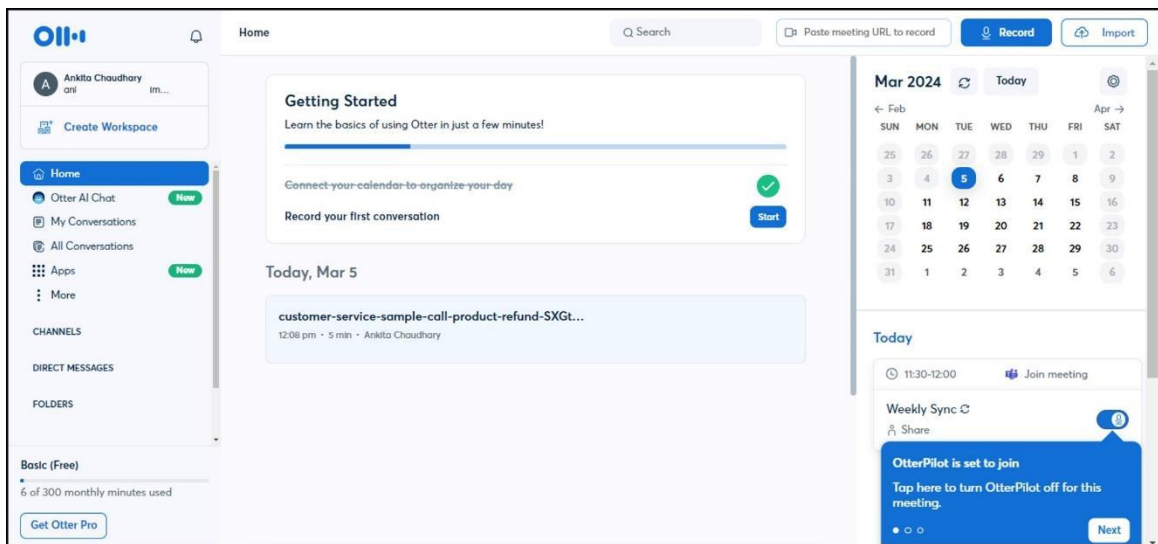 Otter
Home
Search
Paste meeting URL to record
Record
Import
A
Ankita Chaudhary
ani im...
Create Workspace
Home
Otter AI Chat New
My Conversations
All Conversations
Apps New
More
CHANNELS
DIRECT MESSAGES
FOLDERS
Basic (Free)
6 of 300 monthly minutes used
Get Otter Pro
Getting Started
Learn the basics of using Otter in just a few minutes!
Connect your calendar to organize your day
Record your first conversation Start
Today, Mar 5
customer-service-sample-call-product-refund-SXGt...
12:08 pm • 5 min • Ankita Chaudhary
Mar 2024 Today
← Feb Apr →
SUN MON TUE WED THU FRI SAT
25 26 27 28 29 1 2
3 4 5 6 7 8 9
10 11 12 13 14 15 16
17 18 19 20 21 22 23
24 25 26 27 28 29 30
31 1 2 3 4 5 6
Today
11:30-12:00 Join meeting
Weekly Sync
Share
OtterPilot is set to join
Tap here to turn OtterPilot off for this
meeting.
Next